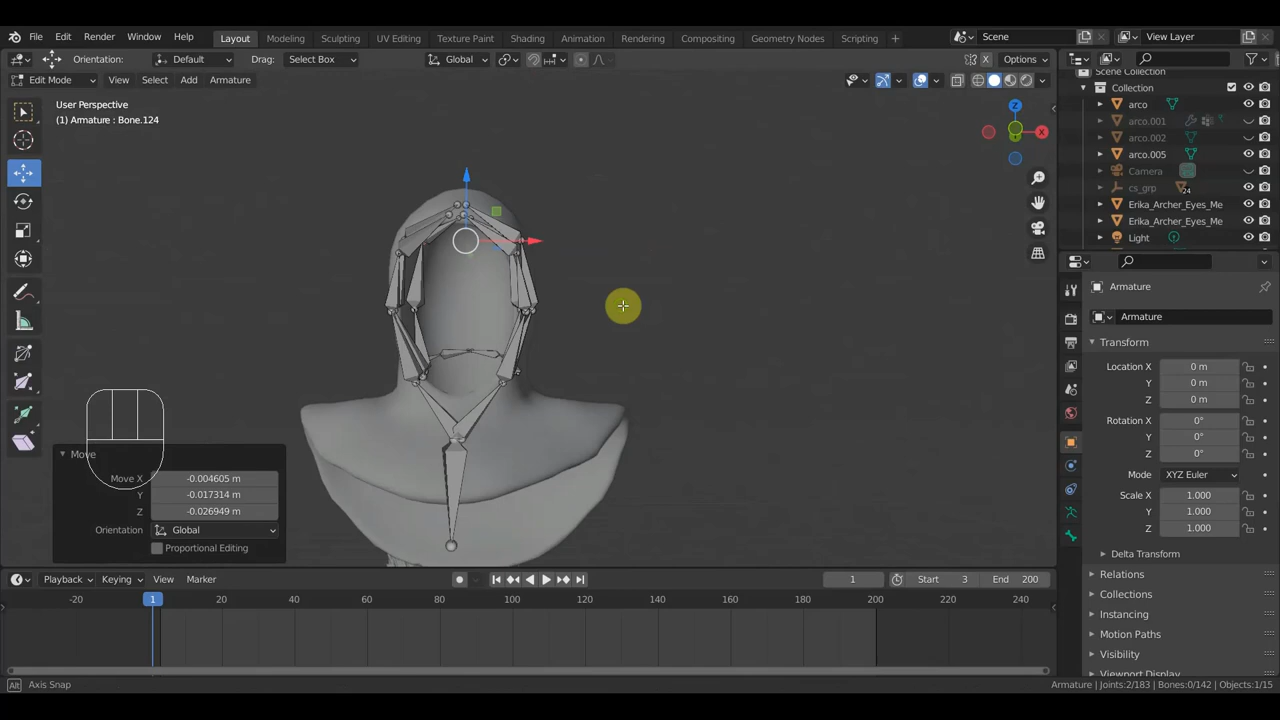 File Edit Render Window Help Layout Modeling Sculpting UV Editing Texture Paint Shading Animation Rendering Compositing Geometry Nodes Scripting + Scene View Layer
Orientation: Default Drag: Select Box Global X Options
Edit Mode View Select Add Armature
User Perspective
(1) Armature : Bone.124
Z
X
Move
Move X -0.004605 m
Y -0.017314 m
Z -0.026949 m
Orientation Global
Proportional Editing
Scene Collection
Collection
arco
arco.001
arco.002
arco.005
Camera
cs_grp 24
Erika_Archer_Eyes_Me
Erika_Archer_Eyes_Me
Light
Armature
Armature
Transform
Location X 0 m
Y 0 m
Z 0 m
Rotation X 0°
Y 0°
Z 0°
Mode XYZ Euler
Scale X 1.000
Y 1.000
Z 1.000
Delta Transform
Relations
Collections
Instancing
Motion Paths
Visibility
Viewport Display
Playback Keying View Marker 1 Start 3 End 200
-20 1 20 40 60 80 100 120 140 160 180 200 220 240
Alt Axis Snap Armature | Joints:2/183 | Bones:0/142 | Objects:1/15